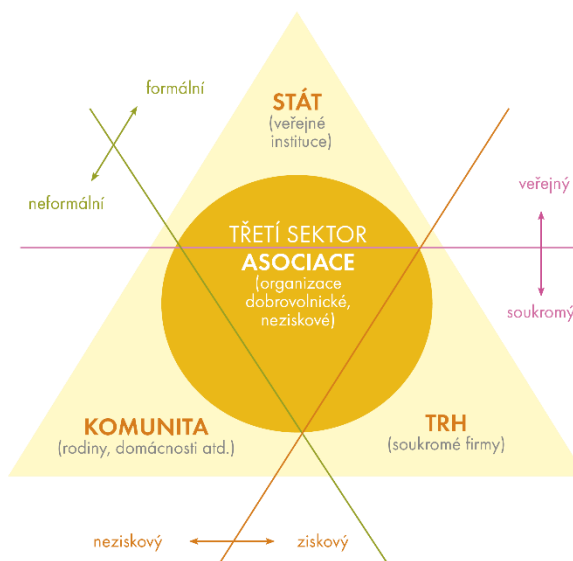 formální
neformální
STÁT
(veřejné
instituce)
veřejný
soukromý
TŘETÍ SEKTOR
ASOCIACE
(organizace
dobrovolnické,
neziskové)
KOMUNITA
(rodiny, domácnosti atd.)
TRH
(soukromé firmy)
neziskový
ziskový